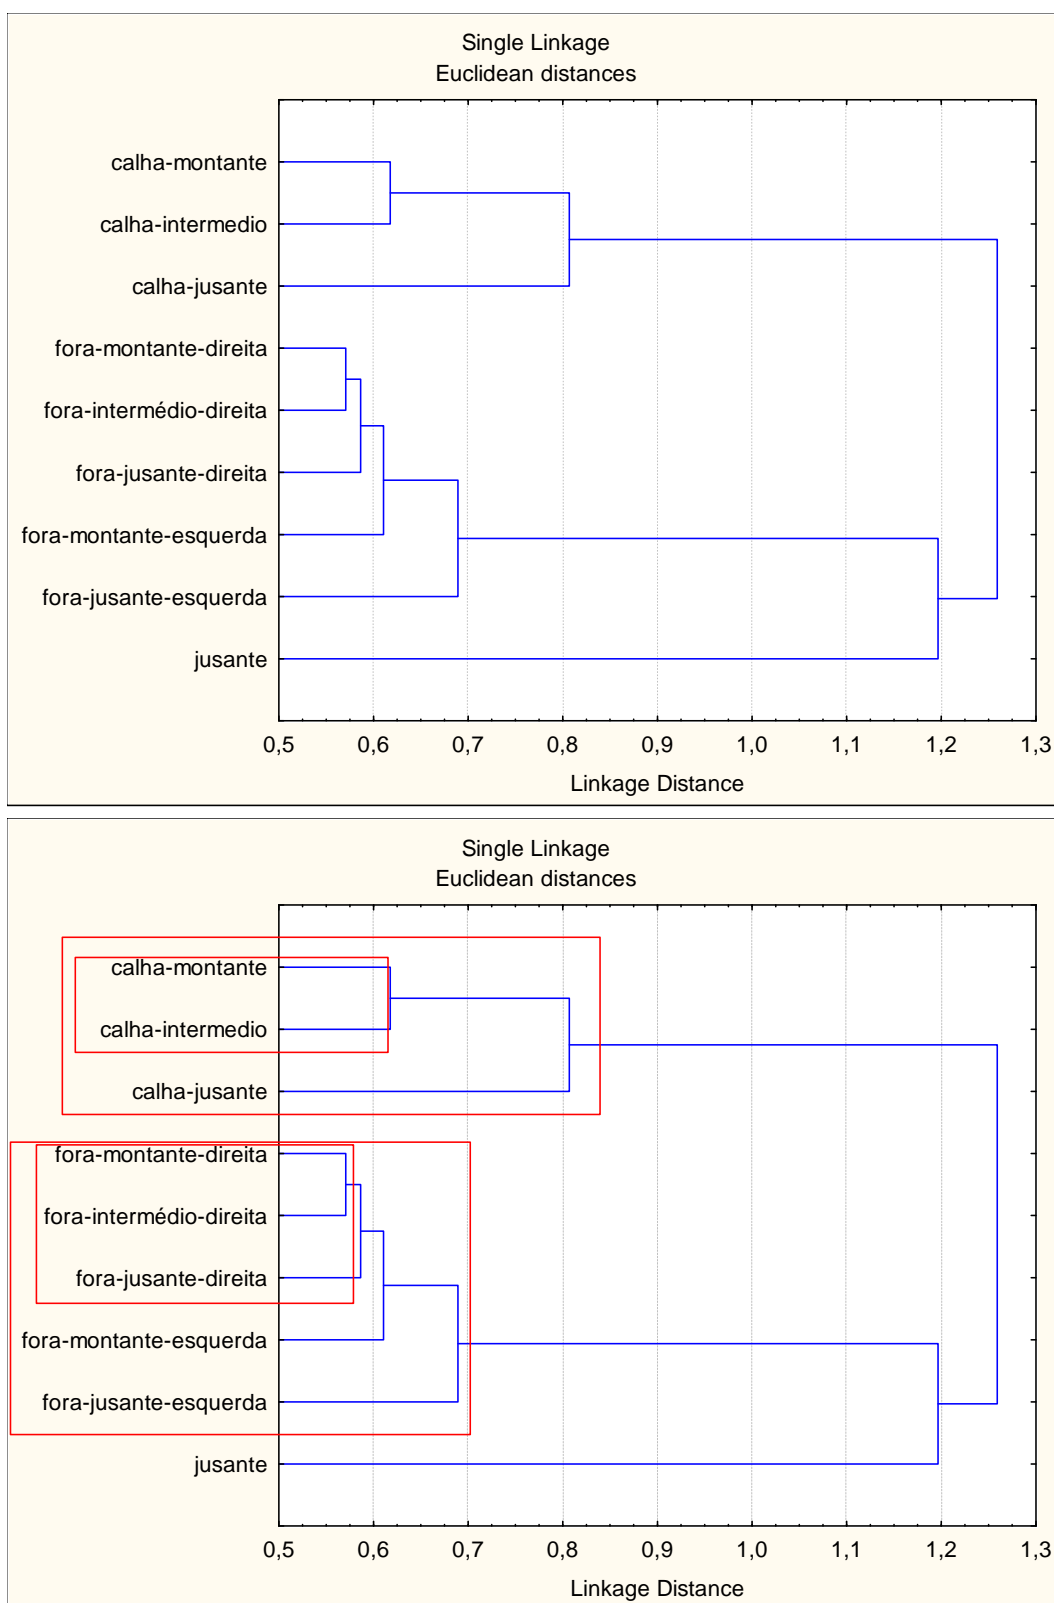 Single Linkage
Euclidean distances
calha-montante
calha-intermedio
calha-jusante
fora-montante-direita
fora-intermédio-direita
fora-jusante-direita
fora-montante-esquerda
fora-jusante-esquerda
jusante
0,5 0,6 0,7 0,8 0,9 1,0 1,1 1,2 1,3
Linkage Distance
Single Linkage
Euclidean distances
calha-montante
calha-intermedio
calha-jusante
fora-montante-direita
fora-intermédio-direita
fora-jusante-direita
fora-montante-esquerda
fora-jusante-esquerda
jusante
0,5 0,6 0,7 0,8 0,9 1,0 1,1 1,2 1,3
Linkage Distance